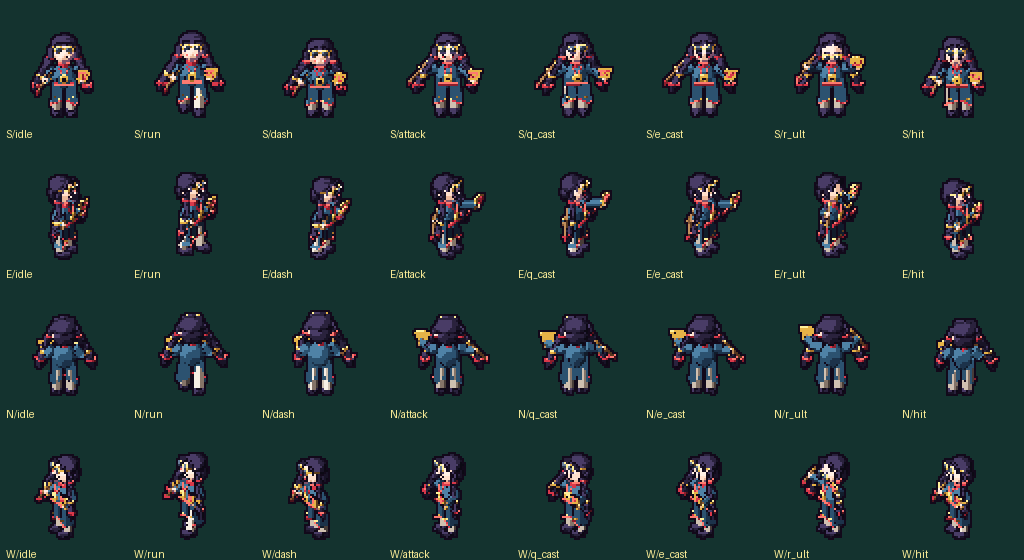 S/idle S/run S/dash S/attack S/q_cast S/e_cast S/r_ult S/hit
E/idle E/run E/dash E/attack E/q_cast E/e_cast E/r_ult E/hit
N/idle N/run N/dash N/attack N/q_cast N/e_cast N/r_ult N/hit
W/idle W/run W/dash W/attack W/q_cast W/e_cast W/r_ult W/hit